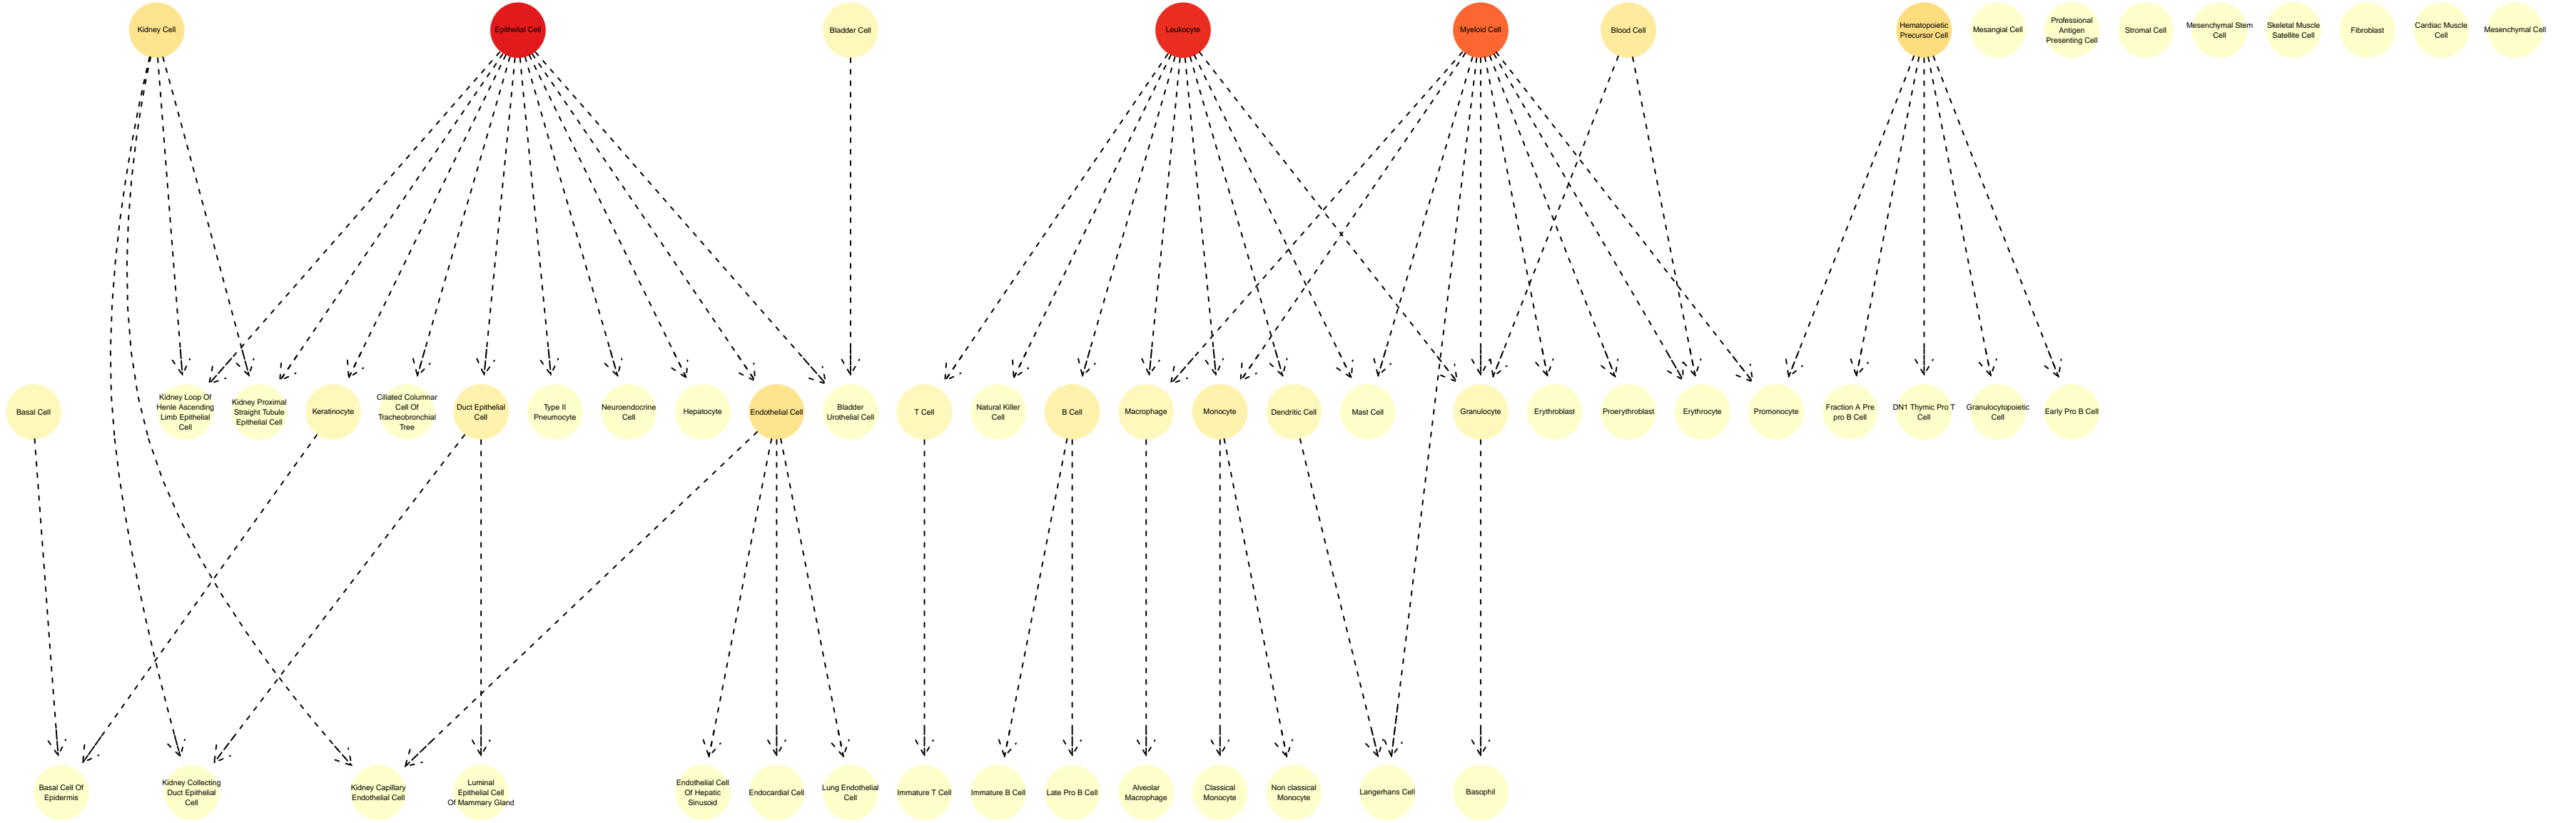 Kidney Cell
Epithelial Cell
Bladder Cell
Leukocyte
Myeloid Cell
Blood Cell
Hematopoietic
Precursor Cell
Mesangial Cell
Professional
Antigen
Presenting Cell
Stromal Cell
Mesenchymal Stem
Cell
Skeletal Muscle
Satellite Cell
Fibroblast
Cardiac Muscle
Cell
Mesenchymal Cell
Basal Cell
Kidney Loop Of
Henle Ascending
Limb Epithelial
Cell
Kidney Proximal
Straight Tubule
Epithelial Cell
Keratinocyte
Ciliated Columnar
Cell Of
Tracheobronchial
Tree
Duct Epithelial
Cell
Type II
Pneumocyte
Neuroendocrine
Cell
Hepatocyte
Endothelial Cell
Bladder
Urothelial Cell
T Cell
Natural Killer
Cell
B Cell
Macrophage
Monocyte
Dendritic Cell
Mast Cell
Granulocyte
Erythroblast
Proerythroblast
Erythrocyte
Promonocyte
Fraction A Pre
pro B Cell
DN1 Thymic Pro T
Cell
Granulocytopoietic
Cell
Early Pro B Cell
Basal Cell Of
Epidermis
Kidney Collecting
Duct Epithelial
Cell
Kidney Capillary
Endothelial Cell
Luminal
Epithelial Cell
Of Mammary Gland
Endothelial Cell
Of Hepatic
Sinusoid
Endocardial Cell
Lung Endothelial
Cell
Immature T Cell
Immature B Cell
Late Pro B Cell
Alveolar
Macrophage
Classical
Monocyte
Non classical
Monocyte
Langerhans Cell
Basophil